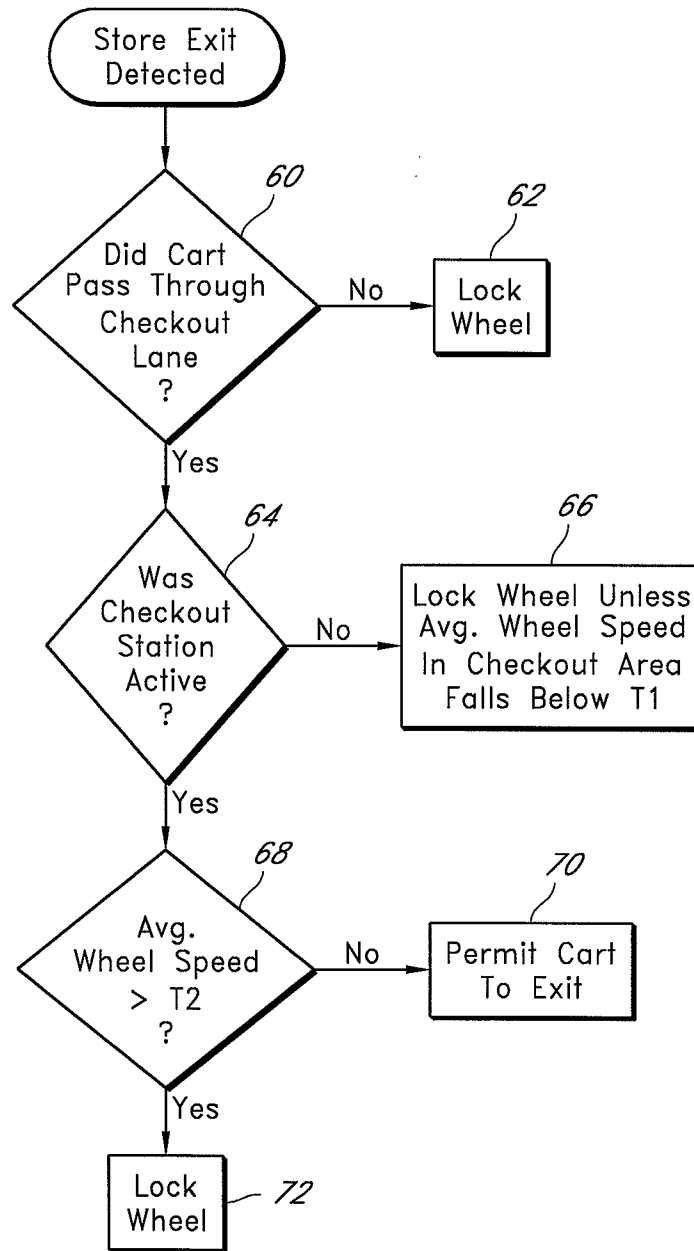 Store Exit
Detected
60
Did Cart
Pass Through
Checkout
Lane
?
No
62
Lock
Wheel
Yes
64
Was
Checkout
Station
Active
?
No
66
Lock Wheel Unless
Avg. Wheel Speed
In Checkout Area
Falls Below T1
Yes
68
Avg.
Wheel Speed
> T2
?
No
70
Permit Cart
To Exit
Yes
Lock
Wheel
72